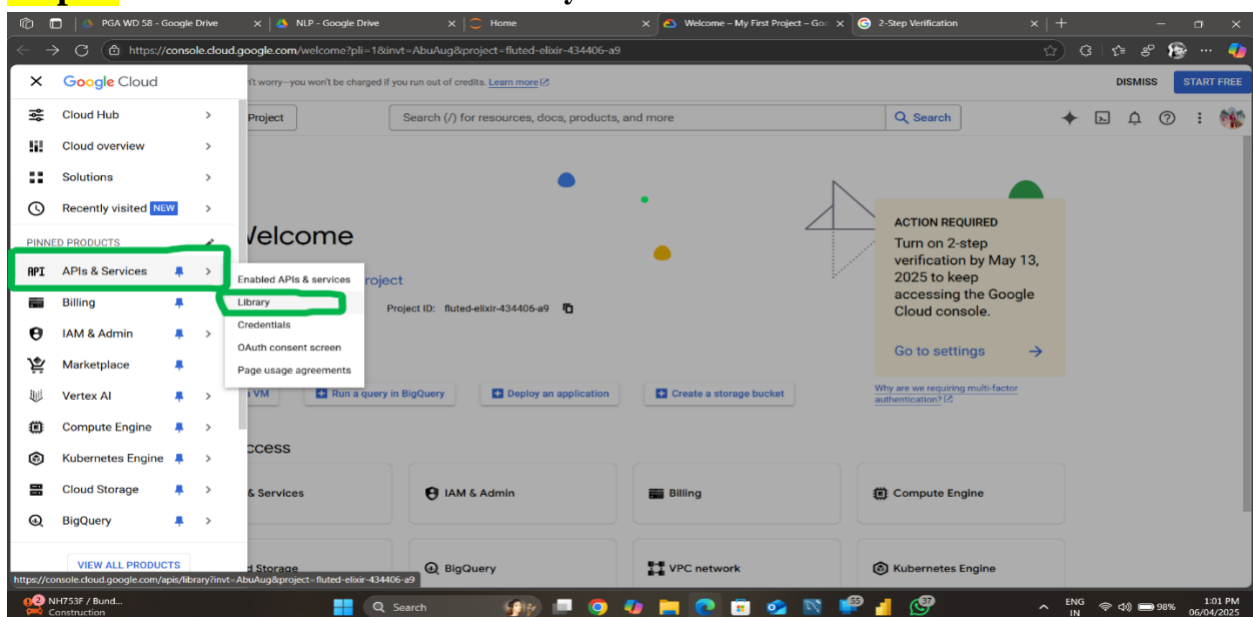 PGA WD 58 - Google Drive
NLP - Google Drive
Home
Welcome – My First Project – Goo
2-Step Verification
https://console.cloud.google.com/welcome?pli=1&invt=AbuAug&project=fluted-elixir-434406-a9
Google Cloud
n't worry—you won't be charged if you run out of credits. Learn more
DISMISS
START FREE
Cloud Hub
Project
Search (/) for resources, docs, products, and more
Search
Cloud overview
Solutions
Recently visited NEW
PINNED PRODUCTS
APIs & Services
Billing
IAM & Admin
Marketplace
Vertex AI
Compute Engine
Kubernetes Engine
Cloud Storage
BigQuery
VIEW ALL PRODUCTS
Enabled APIs & services
Library
Credentials
OAuth consent screen
Page usage agreements
Velcome
roject
Project ID: fluted-elixir-434406-a9
ACTION REQUIRED
Turn on 2-step
verification by May 13,
2025 to keep
accessing the Google
Cloud console.
Go to settings
Why are we requiring multi-factor
authentication?
VM
Run a query in BigQuery
Deploy an application
Create a storage bucket
ccess
& Services
IAM & Admin
Billing
Compute Engine
d Storage
BigQuery
VPC network
Kubernetes Engine
https://console.cloud.google.com/apis/library?invt=AbuAug&project=fluted-elixir-434406-a9
2
NH753F / Bund...
Construction
Search
55
37
ENG
IN
98%
1:01 PM
06/04/2025